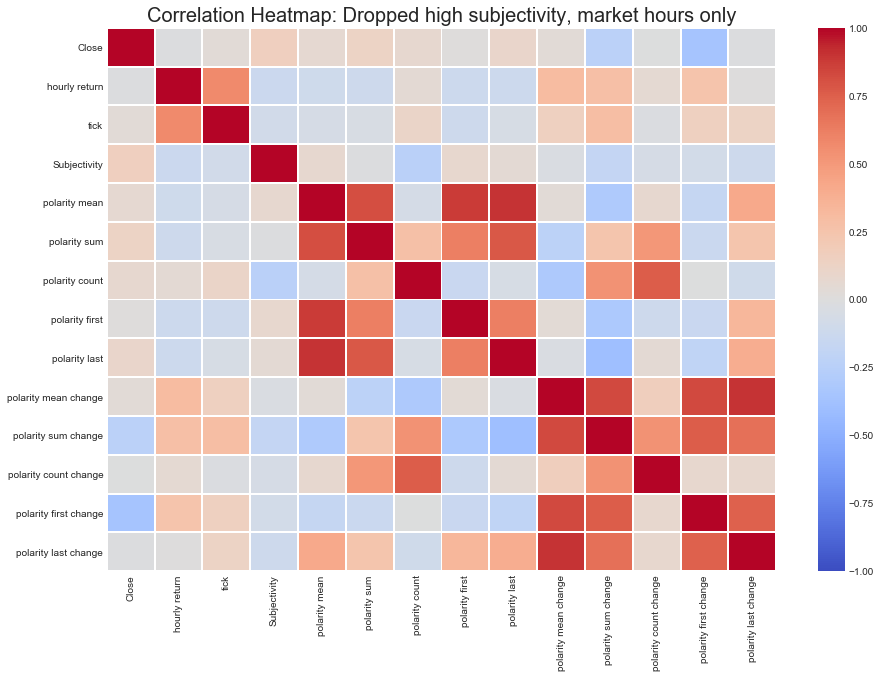 Correlation Heatmap: Dropped high subjectivity, market hours only
Close
hourly return
tick
Subjectivity
polarity mean
polarity sum
polarity count
polarity first
polarity last
polarity mean change
polarity sum change
polarity count change
polarity first change
polarity last change
Close
hourly return
tick
Subjectivity
polarity mean
polarity sum
polarity count
polarity first
polarity last
polarity mean change
polarity sum change
polarity count change
polarity first change
polarity last change
1.00
0.75
0.50
0.25
0.00
−0.25
−0.50
−0.75
−1.00